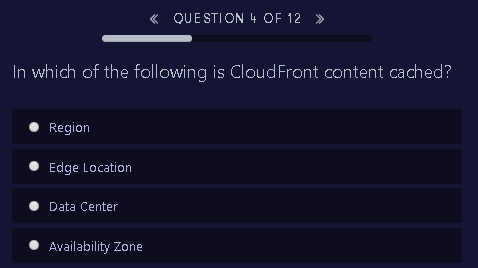 « QUESTION 4 OF 12 »
In which of the following is CloudFront content cached?
Region
Edge Location
Data Center
Availability Zone